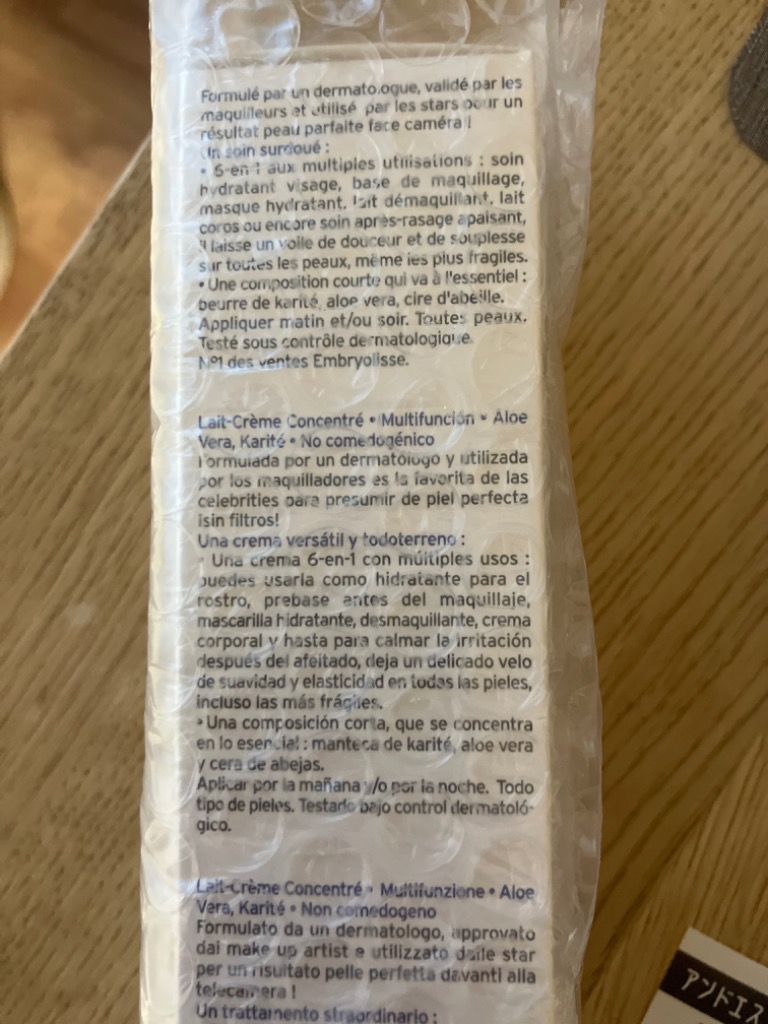 Formulé par un dermatologue, validé par les
maquilleurs et utilisé par les stars pour un
résultat peau parfaite face caméra !
Un soin surdoué :
• 6-en-1 aux multiples utilisations : soin
hydratant visage, base de maquillage,
masque hydratant, lait démaquillant, lait
corps ou encore soin après-rasage apaisant,
il laisse un voile de douceur et de souplesse
sur toutes les peaux, même les plus fragiles.
• Une composition courte qui va à l'essentiel :
beurre de karité, aloe vera, cire d'abeille.
Appliquer matin et/ou soir. Toutes peaux.
Testé sous contrôle dermatologique.
N°1 des ventes Embryolisse.
Lait-Crème Concentré • Multifunción • Aloe
Vera, Karité • No comedogénico
Formulada por un dermatólogo y utilizada
por los maquilladores es la favorita de las
celebrities para presumir de piel perfecta
¡sin filtros!
Una crema versátil y todoterreno :
• Una crema 6-en-1 con múltiples usos :
puedes usarla como hidratante para el
rostro, prebase antes del maquillaje,
mascarilla hidratante, desmaquillante, crema
corporal y hasta para calmar la irritación
después del afeitado, deja un delicado velo
de suavidad y elasticidad en todas las pieles,
incluso las más frágiles.
• Una composición corta, que se concentra
en lo esencial : manteca de karité, aloe vera
y cera de abejas.
Aplicar por la mañana y/o por la noche. Todo
tipo de pieles. Testado bajo control dermatoló-
gico.
Lait-Crème Concentré • Multifunzione • Aloe
Vera, Karité • Non comedogeno
Formulato da un dermatologo, approvato
dai make up artist e utilizzato dalle star
per un risultato pelle perfetta davanti alla
telecamera !
Un trattamento straordinario :
アンドエス